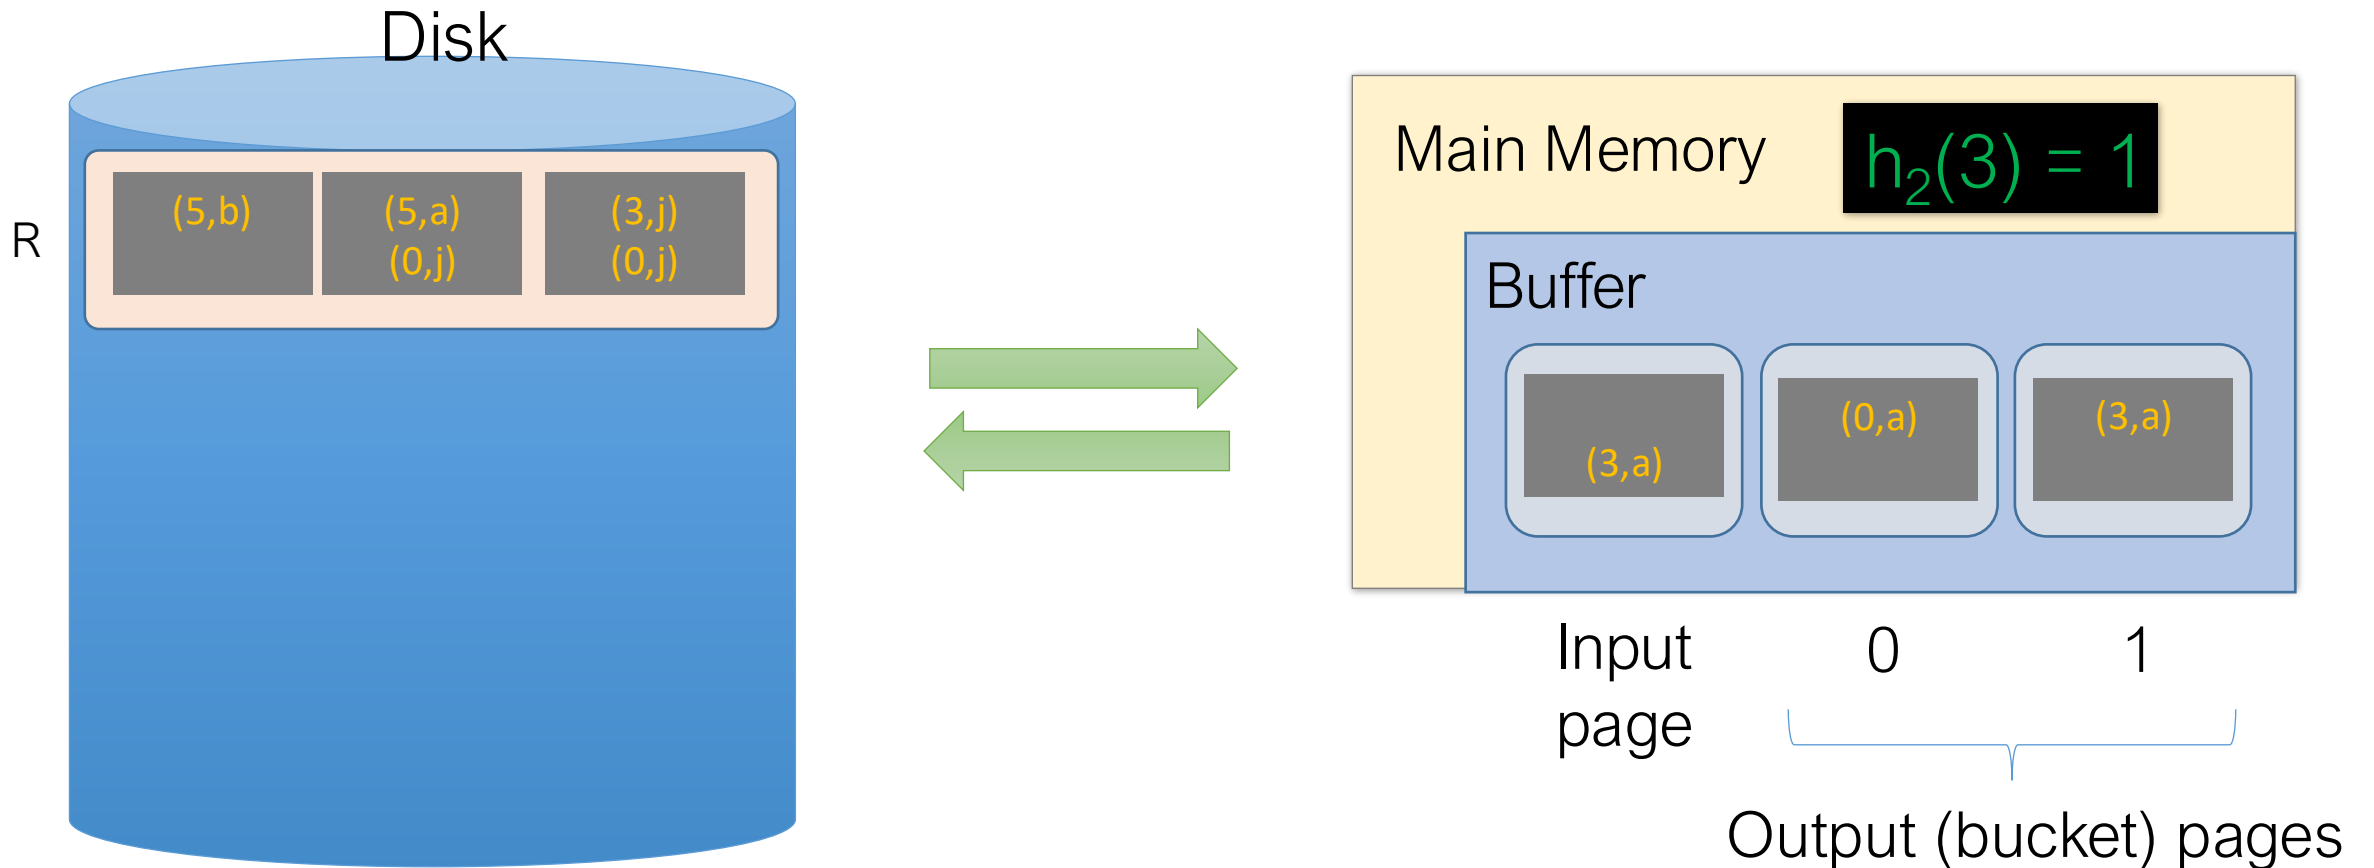 Disk
R
(5,b)
(5,a)
(0,j)
(3,j)
(0,j)
Main Memory
h₂(3) = 1
Buffer
(3,a)
(0,a)
(3,a)
Input
page
0
1
Output (bucket) pages